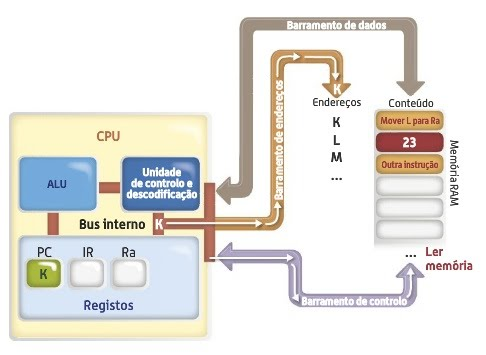 Barramento de dados
CPU
ALU
Unidade
de controlo e
descodificação
Bus interno
K
PC
IR
Ra
K
Registos
Barramento de endereços
K
Endereços
K
L
M
...
Conteúdo
Mover L para Ra
23
Outra instrução
...
Memória RAM
Ler
memória
Barramento de controlo